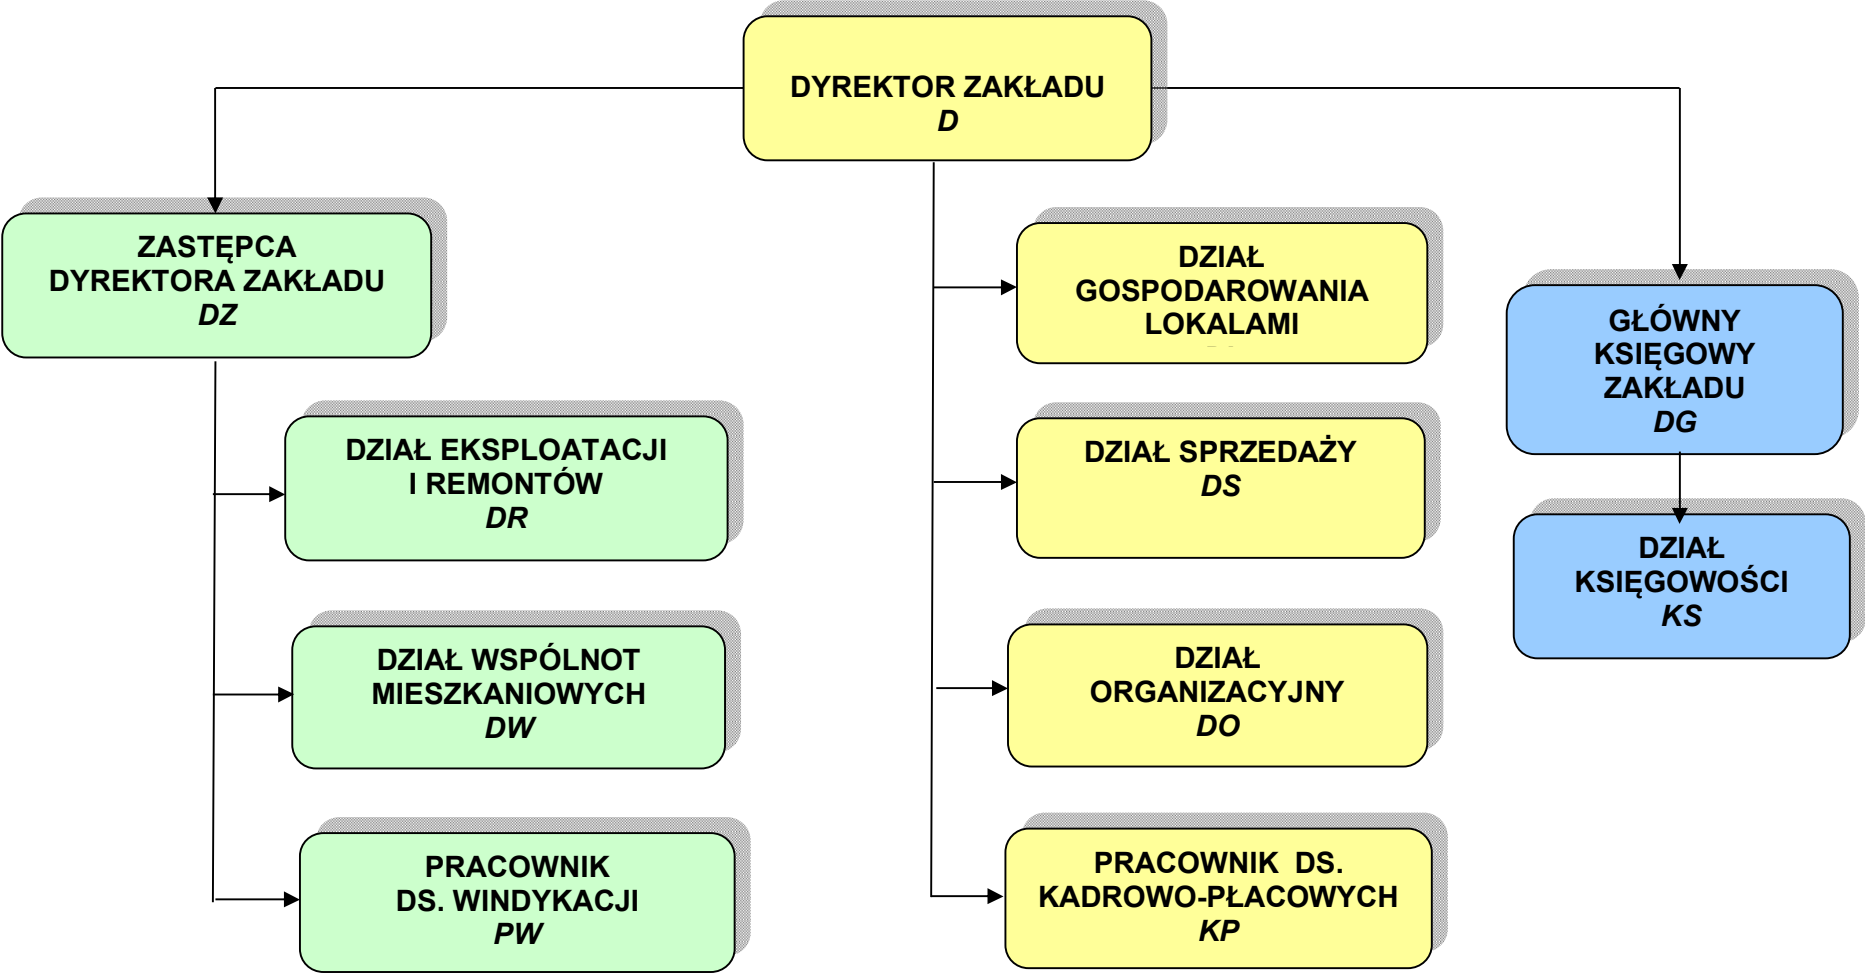 DYREKTOR ZAKŁADU
D
ZASTĘPCA
DYREKTORA ZAKŁADU
DZ
DZIAŁ EKSPLOATACJI
I REMONTÓW
DR
DZIAŁ WSPÓLNOT
MIESZKANIOWYCH
DW
PRACOWNIK
DS. WINDYKACJI
PW
DZIAŁ
GOSPODAROWANIA
LOKALAMI
DZIAŁ SPRZEDAŻY
DS
DZIAŁ
ORGANIZACYJNY
DO
PRACOWNIK  DS.
KADROWO-PŁACOWYCH
KP
GŁÓWNY
KSIĘGOWY
ZAKŁADU
DG
DZIAŁ
KSIĘGOWOŚCI
KS